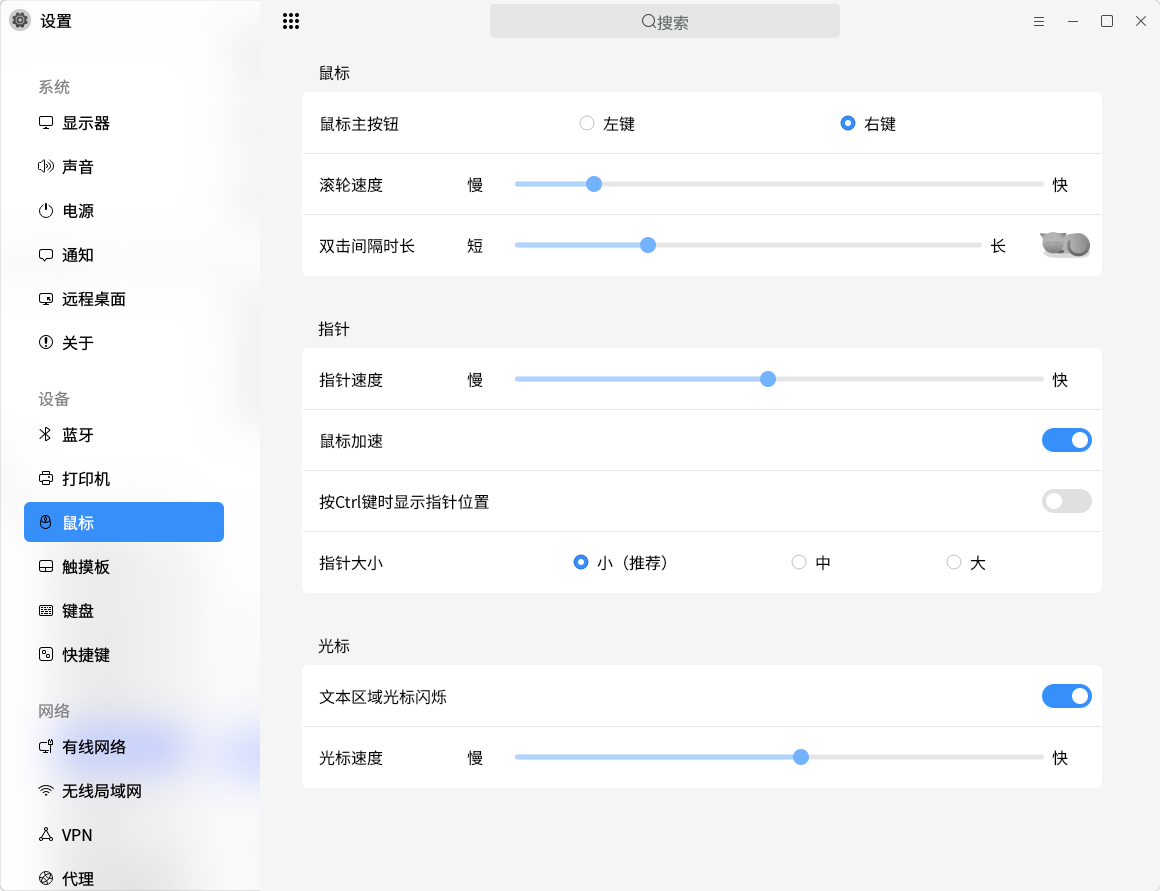 设置
搜索
系统
显示器
声音
电源
通知
远程桌面
关于
设备
蓝牙
打印机
鼠标
触摸板
键盘
快捷键
网络
有线网络
无线局域网
VPN
代理
鼠标
鼠标主按钮 左键 右键
滚轮速度 慢 快
双击间隔时长 短 长
指针
指针速度 慢 快
鼠标加速
按Ctrl键时显示指针位置
指针大小 小（推荐） 中 大
光标
文本区域光标闪烁
光标速度 慢 快